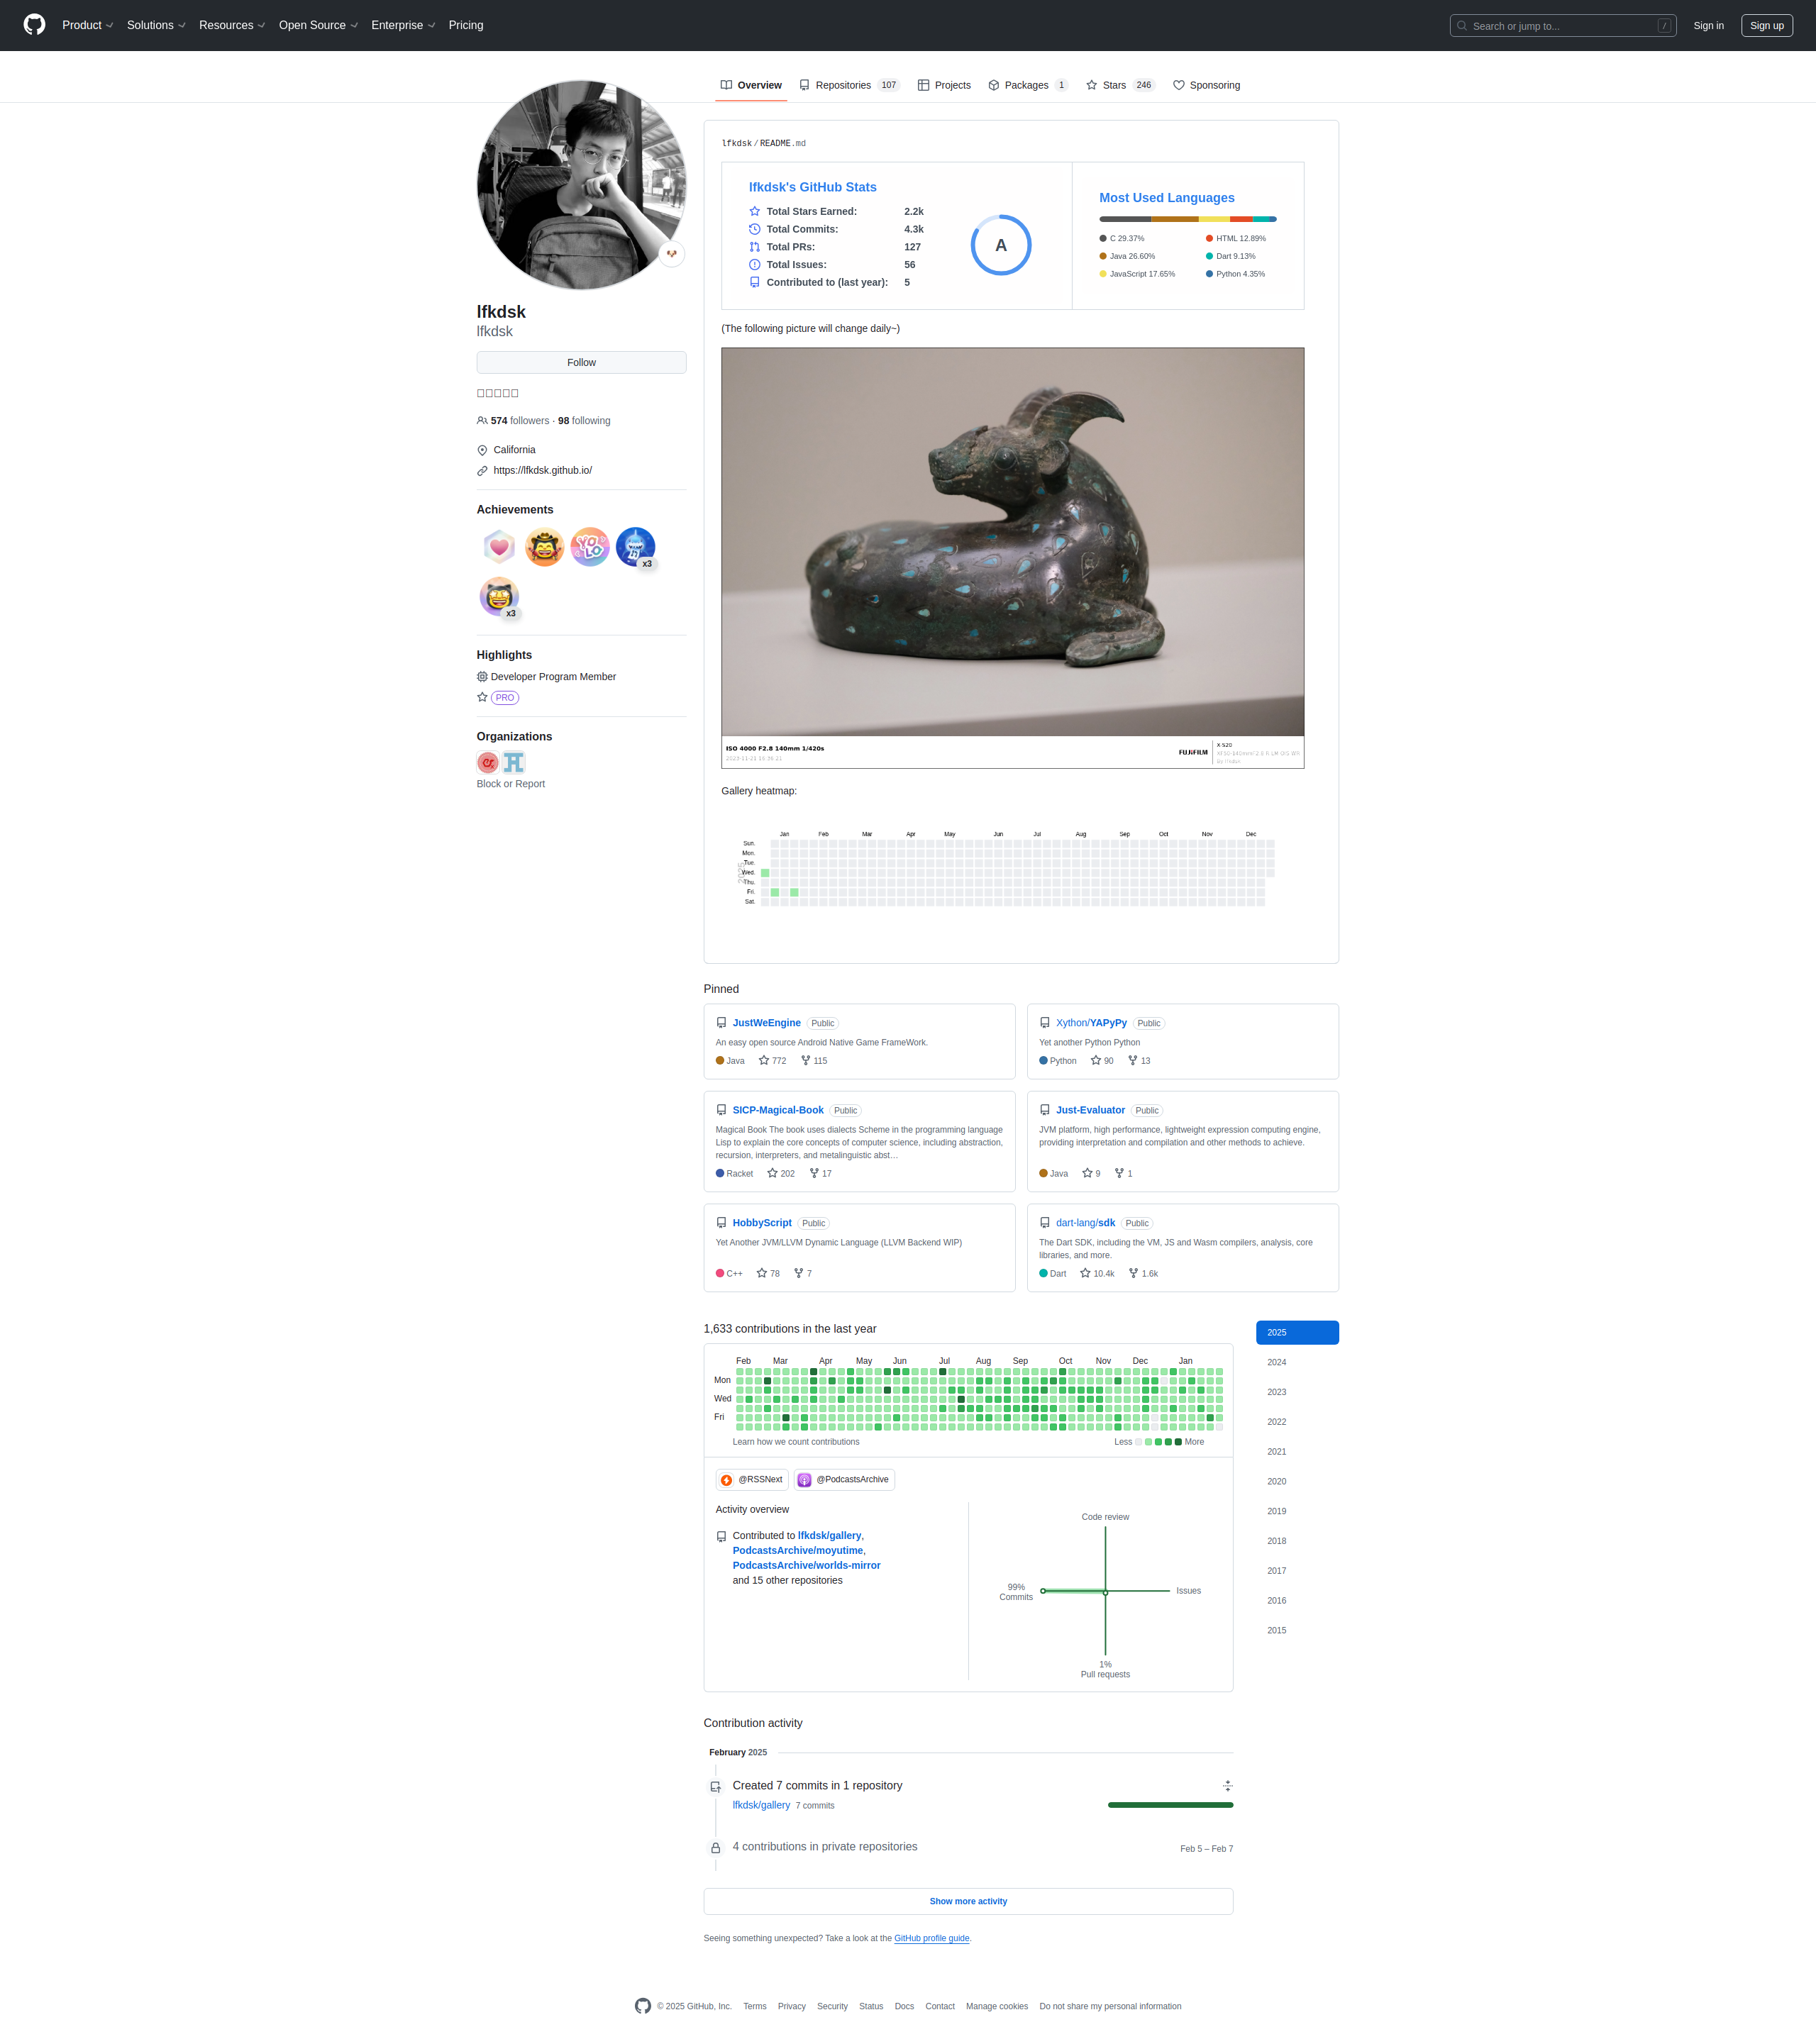 Product Solutions Resources Open Source Enterprise Pricing
Search or jump to... /
Sign in
Sign up
Overview Repositories 107 Projects Packages 1 Stars 246 Sponsoring
lfkdsk
lfkdsk
Follow
574 followers · 98 following
California
https://lfkdsk.github.io/
Achievements
YOLO
x3
x3
Highlights
Developer Program Member
PRO
Organizations
Block or Report
lfkdsk / README.md
lfkdsk's GitHub Stats
Total Stars Earned: 2.2k
Total Commits: 4.3k
Total PRs: 127
Total Issues: 56
Contributed to (last year): 5
A
Most Used Languages
C 29.37%
Java 26.60%
JavaScript 17.65%
HTML 12.89%
Dart 9.13%
Python 4.35%
(The following picture will change daily~)
ISO 4000 F2.8 140mm 1/420s
FUJIFILM
X-S20
Gallery heatmap:
Jan Feb Mar Apr May Jun Jul Aug Sep Oct Nov Dec
2025
Sun.
Mon.
Tue.
Wed.
Thu.
Fri.
Sat.
Pinned
JustWeEngine Public
An easy open source Android Native Game FrameWork.
Java 772 115
Xython/YAPyPy Public
Yet another Python Python
Python 90 13
SICP-Magical-Book Public
Magical Book The book uses dialects Scheme in the programming language
Lisp to explain the core concepts of computer science, including abstraction,
recursion, interpreters, and metalinguistic abst…
Racket 202 17
Just-Evaluator Public
JVM platform, high performance, lightweight expression computing engine,
providing interpretation and compilation and other methods to achieve.
Java 9 1
HobbyScript Public
Yet Another JVM/LLVM Dynamic Language (LLVM Backend WIP)
C++ 78 7
dart-lang/sdk Public
The Dart SDK, including the VM, JS and Wasm compilers, analysis, core
libraries, and more.
Dart 10.4k 1.6k
1,633 contributions in the last year
Feb Mar Apr May Jun Jul Aug Sep Oct Nov Dec Jan
Mon
Wed
Fri
Learn how we count contributions
Less More
@RSSNext @PodcastsArchive
Activity overview
Contributed to lfkdsk/gallery,
PodcastsArchive/moyutime,
PodcastsArchive/worlds-mirror
and 15 other repositories
Code review
99%
Commits
Issues
1%
Pull requests
2025
2024
2023
2022
2021
2020
2019
2018
2017
2016
2015
Contribution activity
February 2025
Created 7 commits in 1 repository
lfkdsk/gallery 7 commits
4 contributions in private repositories
Feb 5 – Feb 7
Show more activity
Seeing something unexpected? Take a look at the GitHub profile guide.
© 2025 GitHub, Inc. Terms Privacy Security Status Docs Contact Manage cookies Do not share my personal information